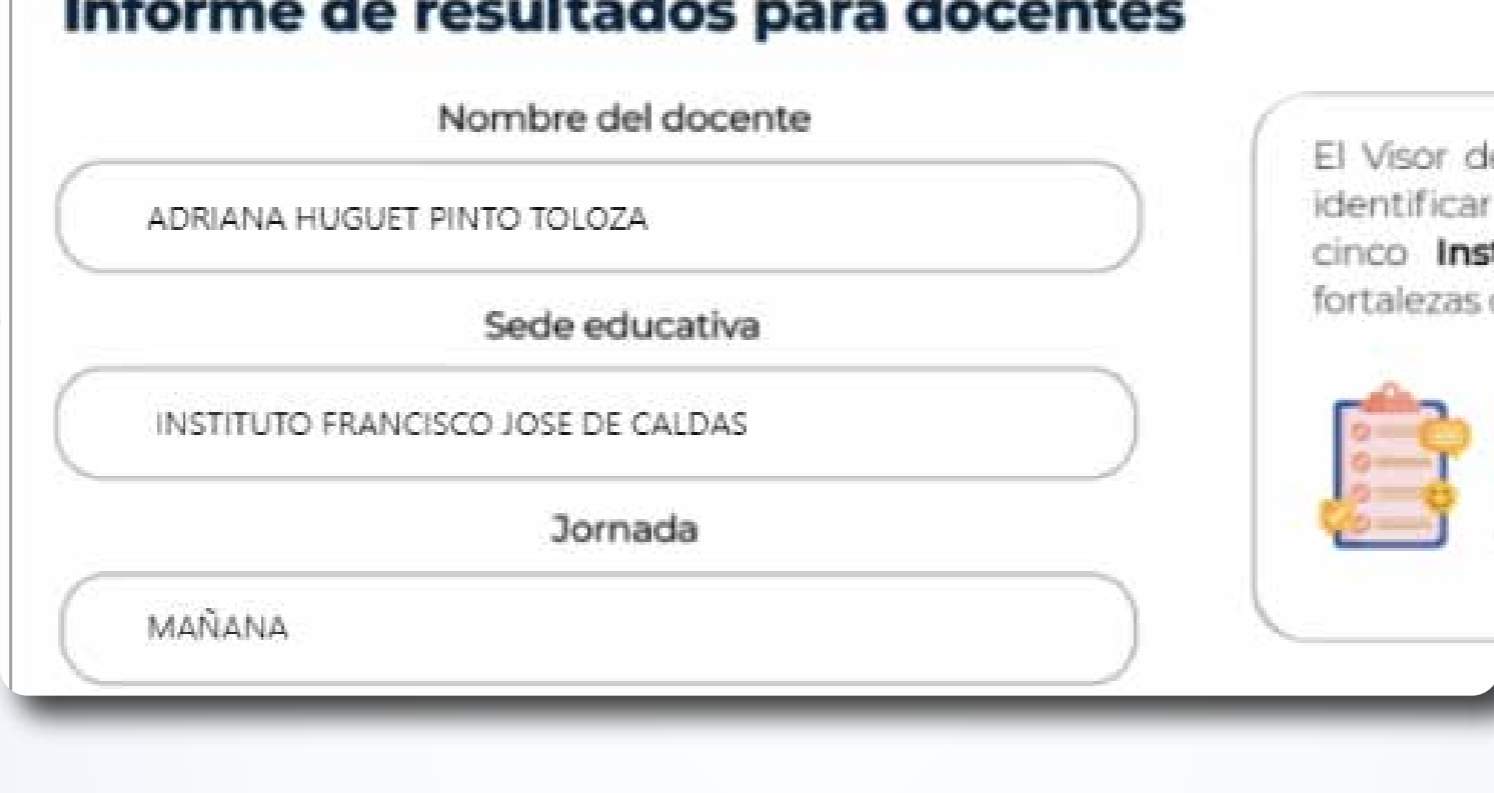 Informe de resultados para docentes
Nombre del docente
ADRIANA HUGUET PINTO TOLOZA
Sede educativa
INSTITUTO FRANCISCO JOSE DE CALDAS
Jornada
MAÑANA
El Visor
identificar
cinco
fortalezas